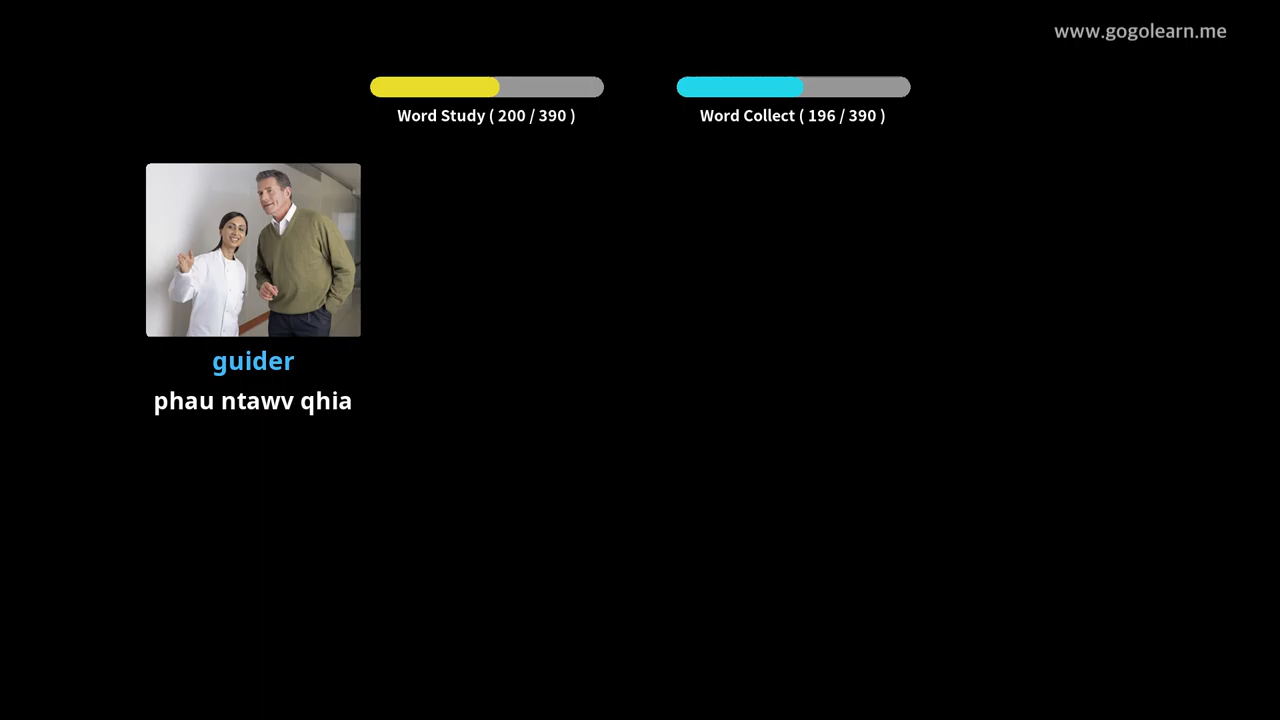 www.gogolearn.me
Word Study ( 200 / 390 )
Word Collect ( 196 / 390 )
guider
phau ntawv qhia